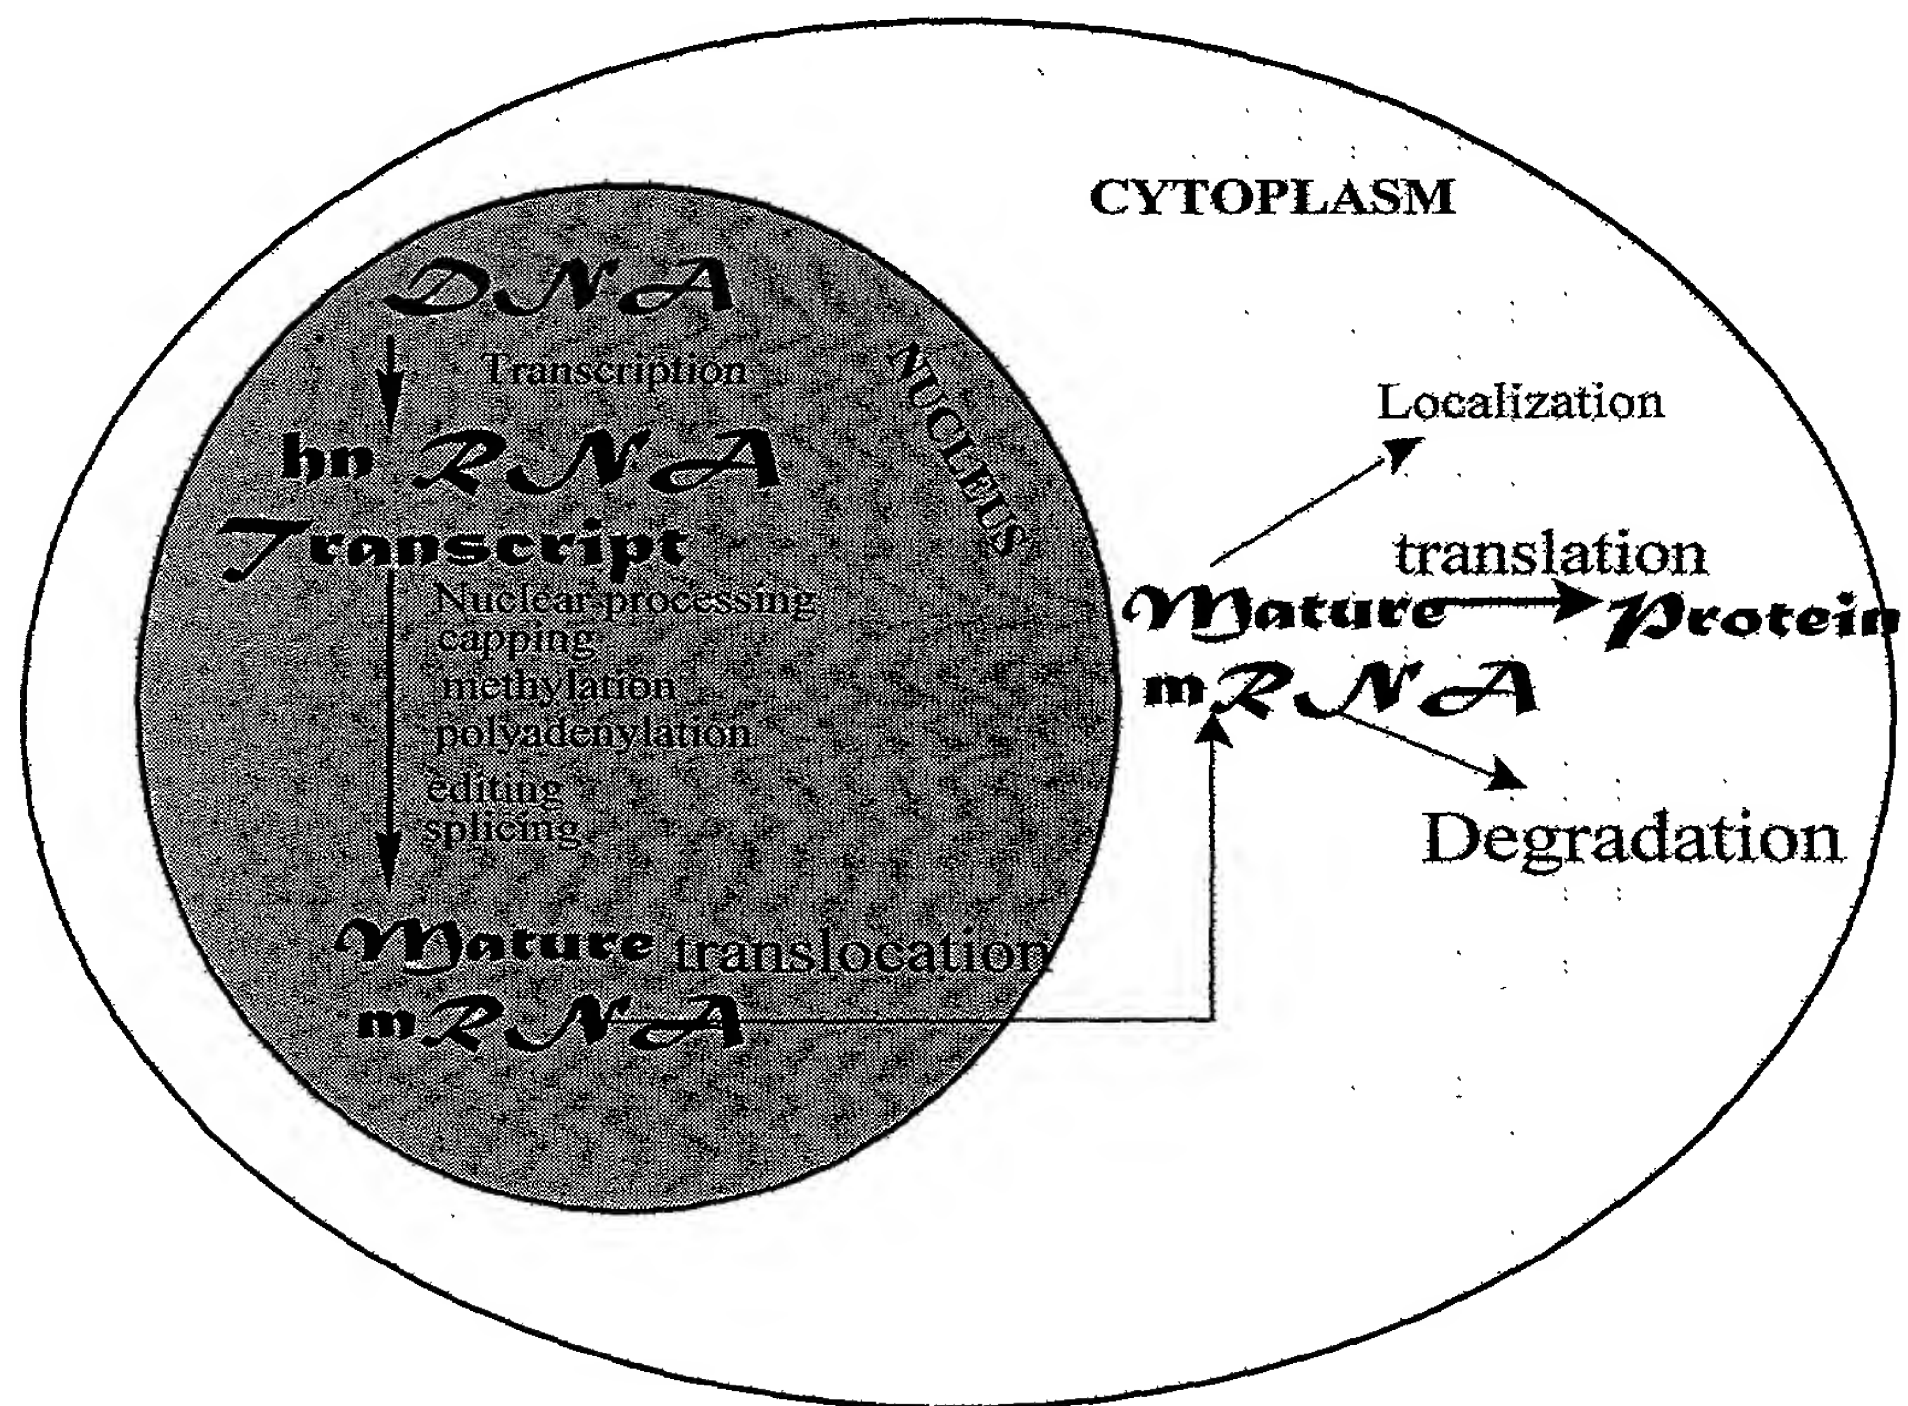 CYTOPLASM
DNA
Transcription
NUCLEUS
hn RNA
Transcript
Nuclear processing
capping
methylation
polyadenylation
editing
splicing
Mature translocation
mRNA
Localization
translation
Mature Protein
mRNA
Degradation